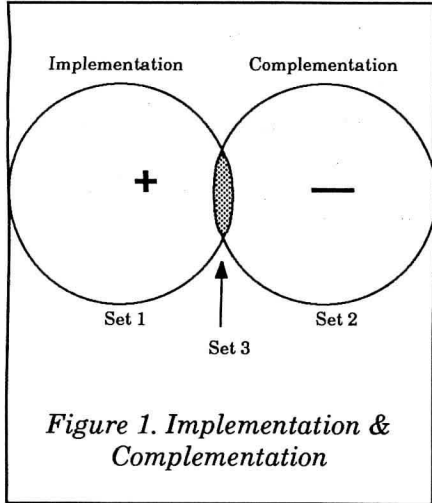 Implementation Complementation
+ —
Set 1 Set 2
Set 3
Figure 1. Implementation &
Complementation